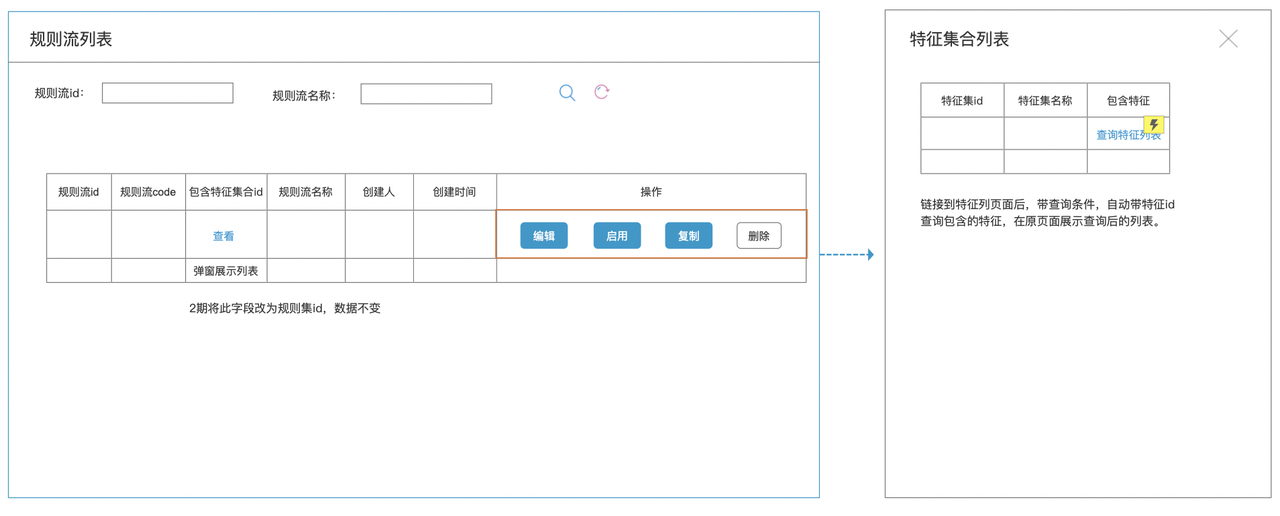 规则流列表
规则流id:
规则流名称:
规则流id 规则流code 包含特征集合id 规则流名称 创建人 创建时间 操作
查看 编辑 启用 复制 删除
弹窗展示列表
2期将此字段改为规则集id，数据不变
特征集合列表
特征集id 特征集名称 包含特征
查询特征列表
链接到特征列页面后，带查询条件，自动带特征id
查询包含的特征，在原页面展示查询后的列表。